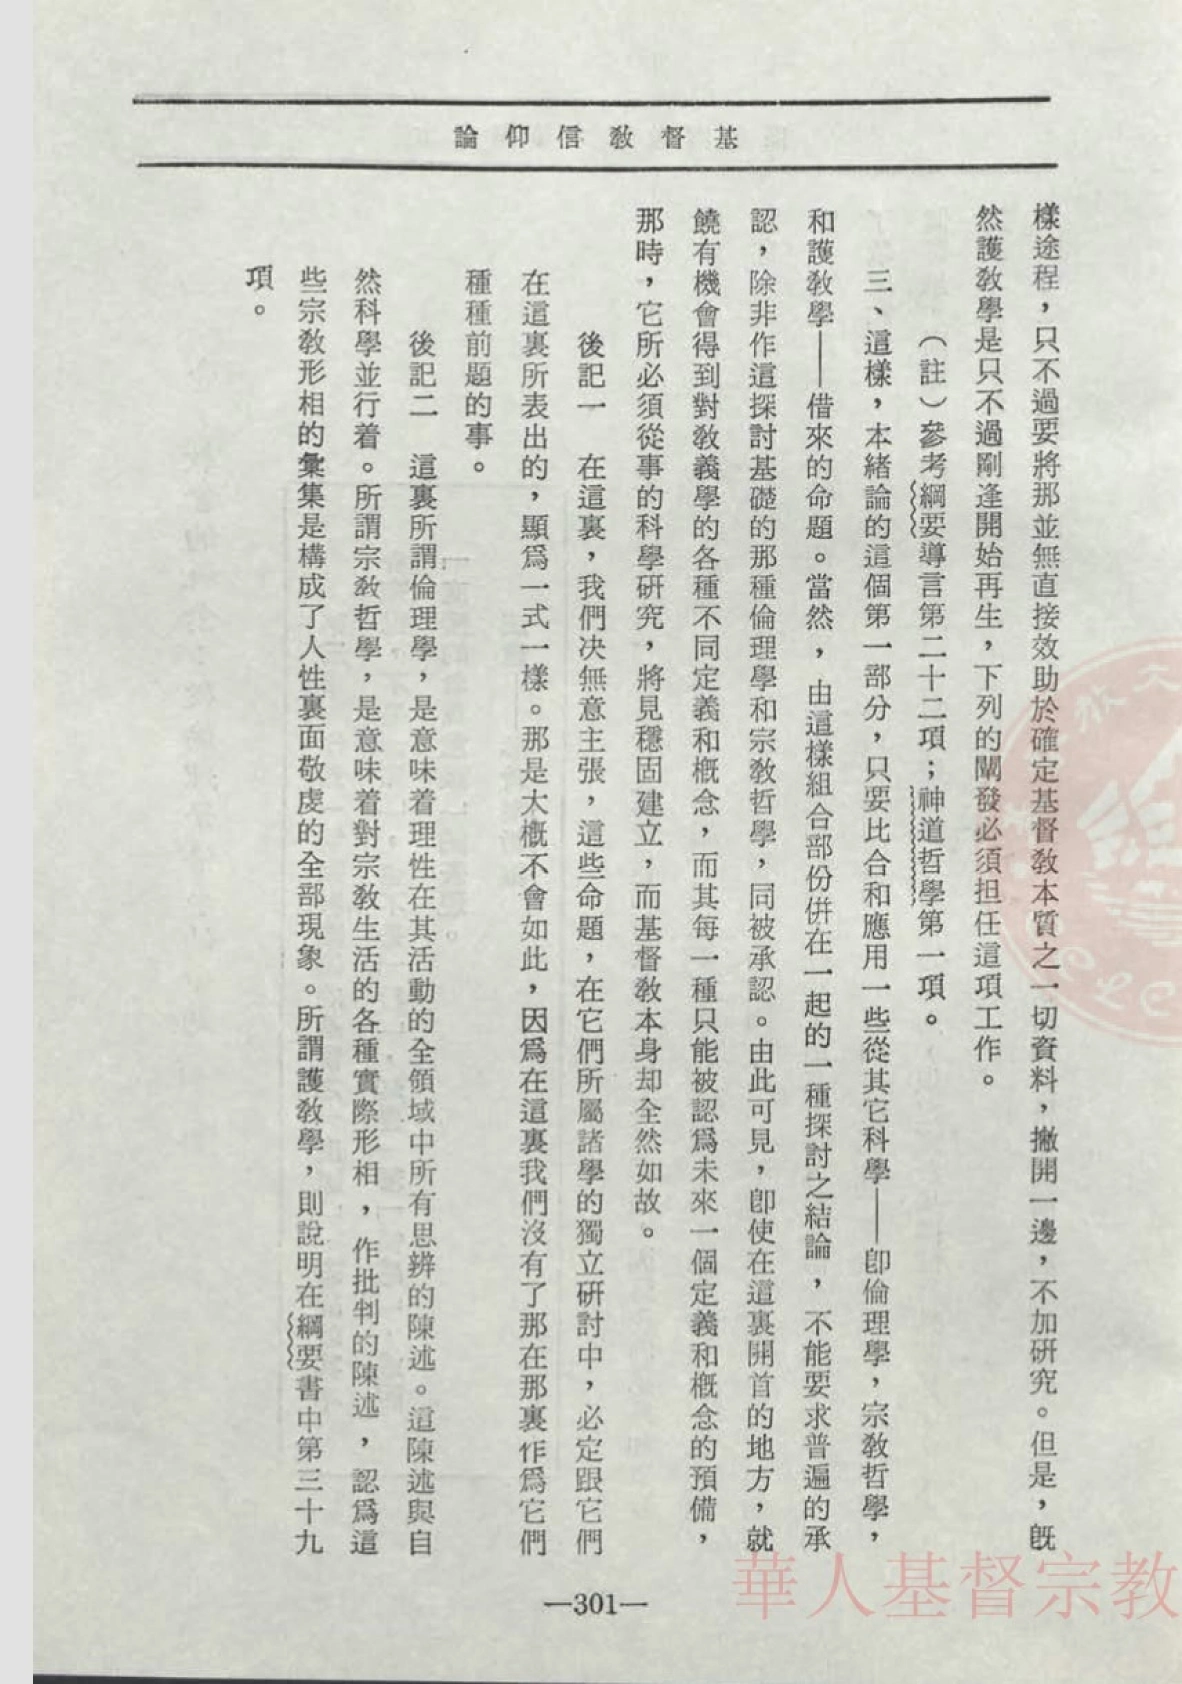 基督教信仰論
樣途程，只不過要將那並無直接效助於確定基督教本質之一切資料，撇開一邊，不加研究。但是，既
然護教學是只不過剛逢開始再生，下列的闡發必須担任這項工作。
（註）參考綱要導言第二十二項；神道哲學第一項。
三、這樣，本緒論的這個第一部分，只要比合和應用一些從其它科學——卽倫理學，宗教哲學，
和護教學——借來的命題。當然，由這樣組合部份併在一起的一種探討之結論，不能要求普遍的承
認，除非作這探討基礎的那種倫理學和宗教哲學，同被承認。由此可見，卽使在這裏開首的地方，就
饒有機會得到對教義學的各種不同定義和概念，而其每一種只能被認爲未來一個定義和概念的預備，
那時，它所必須從事的科學研究，將見穩固建立，而基督教本身却全然如故。
後記一　在這裏，我們決無意主張，這些命題，在它們所屬諸學的獨立研討中，必定跟它們
在這裏所表出的，顯爲一式一樣。那是大概不會如此，因爲在這裏我們沒有了那在那裏作爲它們
種種前題的事。
後記二　這裏所謂倫理學，是意味着理性在其活動的全領域中所有思辨的陳述。這陳述與自
然科學並行着。所謂宗教哲學，是意味着對宗教生活的各種實際形相，作批判的陳述，認爲這
些宗教形相的彙集是構成了人性裏面敬虔的全部現象。所謂護教學，則說明在綱要書中第三十九
項。
—301—
華人基督宗教